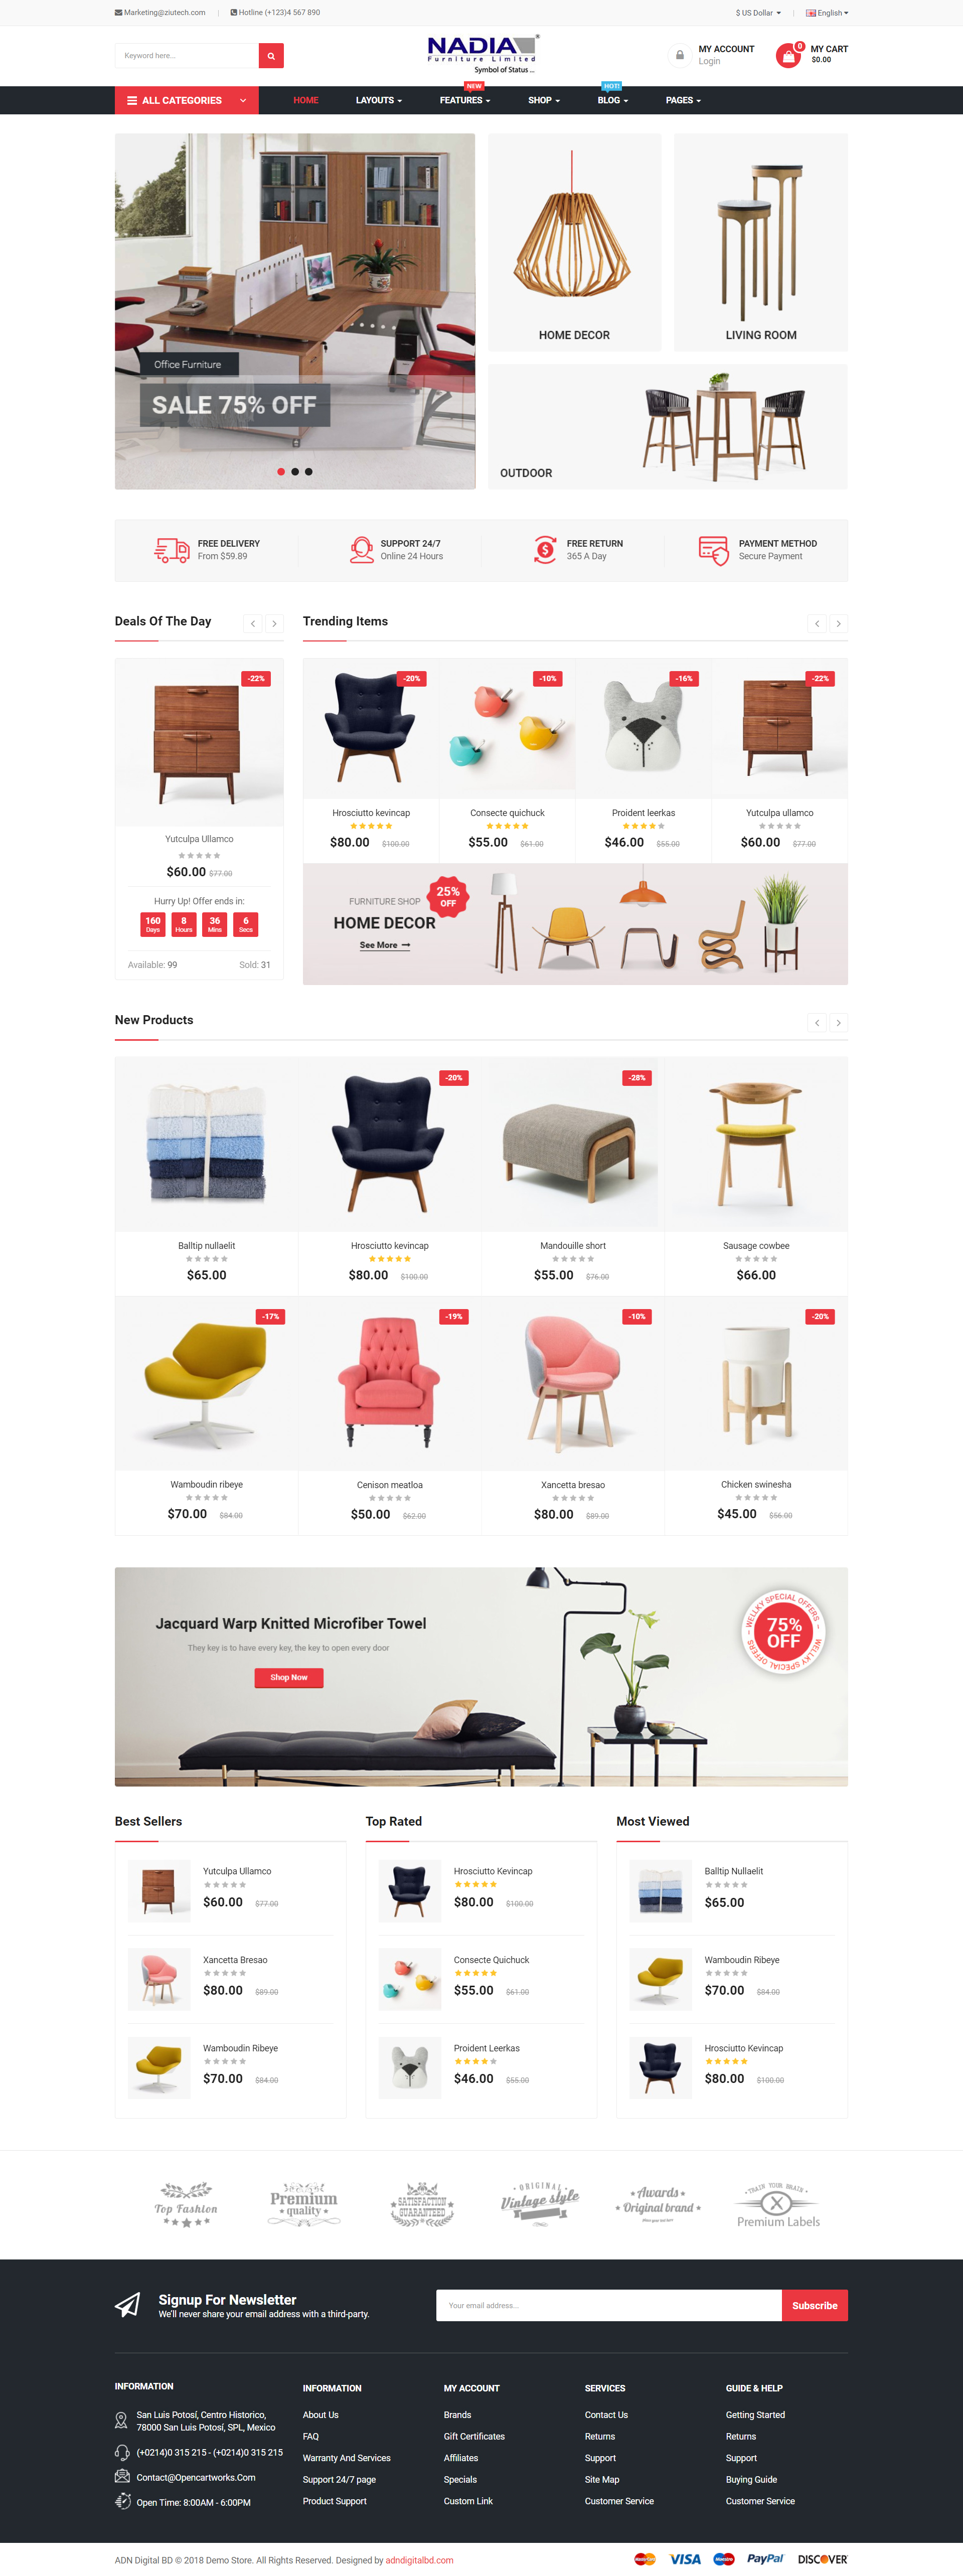 Marketing@ziutech.com
Hotline (+123)4 567 890
$ US Dollar
English
Keyword here...
NADIA
Furniture Limited
Symbol of Status ...
MY ACCOUNT
Login
0
MY CART
$0.00
ALL CATEGORIES
HOME
LAYOUTS
NEW
FEATURES
SHOP
HOT!
BLOG
PAGES
Office Furniture
SALE 75% OFF
HOME DECOR
LIVING ROOM
OUTDOOR
FREE DELIVERY
From $59.89
SUPPORT 24/7
Online 24 Hours
FREE RETURN
365 A Day
PAYMENT METHOD
Secure Payment
Deals Of The Day
-22%
Yutculpa Ullamco
$60.00 $77.00
Hurry Up! Offer ends in:
160 8 36 6
Days Hours Mins Secs
Available: 99
Sold: 31
Trending Items
-20%
Hrosciutto kevincap
$80.00 $100.00
-10%
Consecte quichuck
$55.00 $61.00
-16%
Proident leerkas
$46.00 $55.00
-22%
Yutculpa ullamco
$60.00 $77.00
FURNITURE SHOP
HOME DECOR
See More
25%
OFF
New Products
Balltip nullaelit
$65.00
-20%
Hrosciutto kevincap
$80.00 $100.00
-28%
Mandouille short
$55.00 $76.00
Sausage cowbee
$66.00
-17%
Wamboudin ribeye
$70.00 $84.00
-19%
Cenison meatloa
$50.00 $62.00
-10%
Xancetta bresao
$80.00 $89.00
-20%
Chicken swinesha
$45.00 $56.00
Jacquard Warp Knitted Microfiber Towel
They key is to have every key, the key to open every door
Shop Now
WELLKY SPECIAL OFFERS
75%
OFF
WELLKY SPECIAL OFFERS
Best Sellers
Yutculpa Ullamco
$60.00 $77.00
Xancetta Bresao
$80.00 $89.00
Wamboudin Ribeye
$70.00 $84.00
Top Rated
Hrosciutto Kevincap
$80.00 $100.00
Consecte Quichuck
$55.00 $61.00
Proident Leerkas
$46.00 $55.00
Most Viewed
Balltip Nullaelit
$65.00
Wamboudin Ribeye
$70.00 $84.00
Hrosciutto Kevincap
$80.00 $100.00
Top Fashion
Premium
quality
SATISFACTION
GUARANTEED
ORIGINAL
Vintage style
Awards
Original brand
TRAIN YOUR BRAIN
X
Premium Labels
Signup For Newsletter
We'll never share your email address with a third-party.
Your email address...
Subscribe
INFORMATION
San Luis Potosí, Centro Historico,
78000 San Luis Potosí, SPL, Mexico
(+0214)0 315 215 - (+0214)0 315 215
Contact@Opencartworks.Com
Open Time: 8:00AM - 6:00PM
INFORMATION
About Us
FAQ
Warranty And Services
Support 24/7 page
Product Support
MY ACCOUNT
Brands
Gift Certificates
Affiliates
Specials
Custom Link
SERVICES
Contact Us
Returns
Support
Site Map
Customer Service
GUIDE & HELP
Getting Started
Returns
Support
Buying Guide
Customer Service
ADN Digital BD © 2018 Demo Store. All Rights Reserved. Designed by adndigitalbd.com
MasterCard
VISA
Maestro
PayPal
DISCOVER